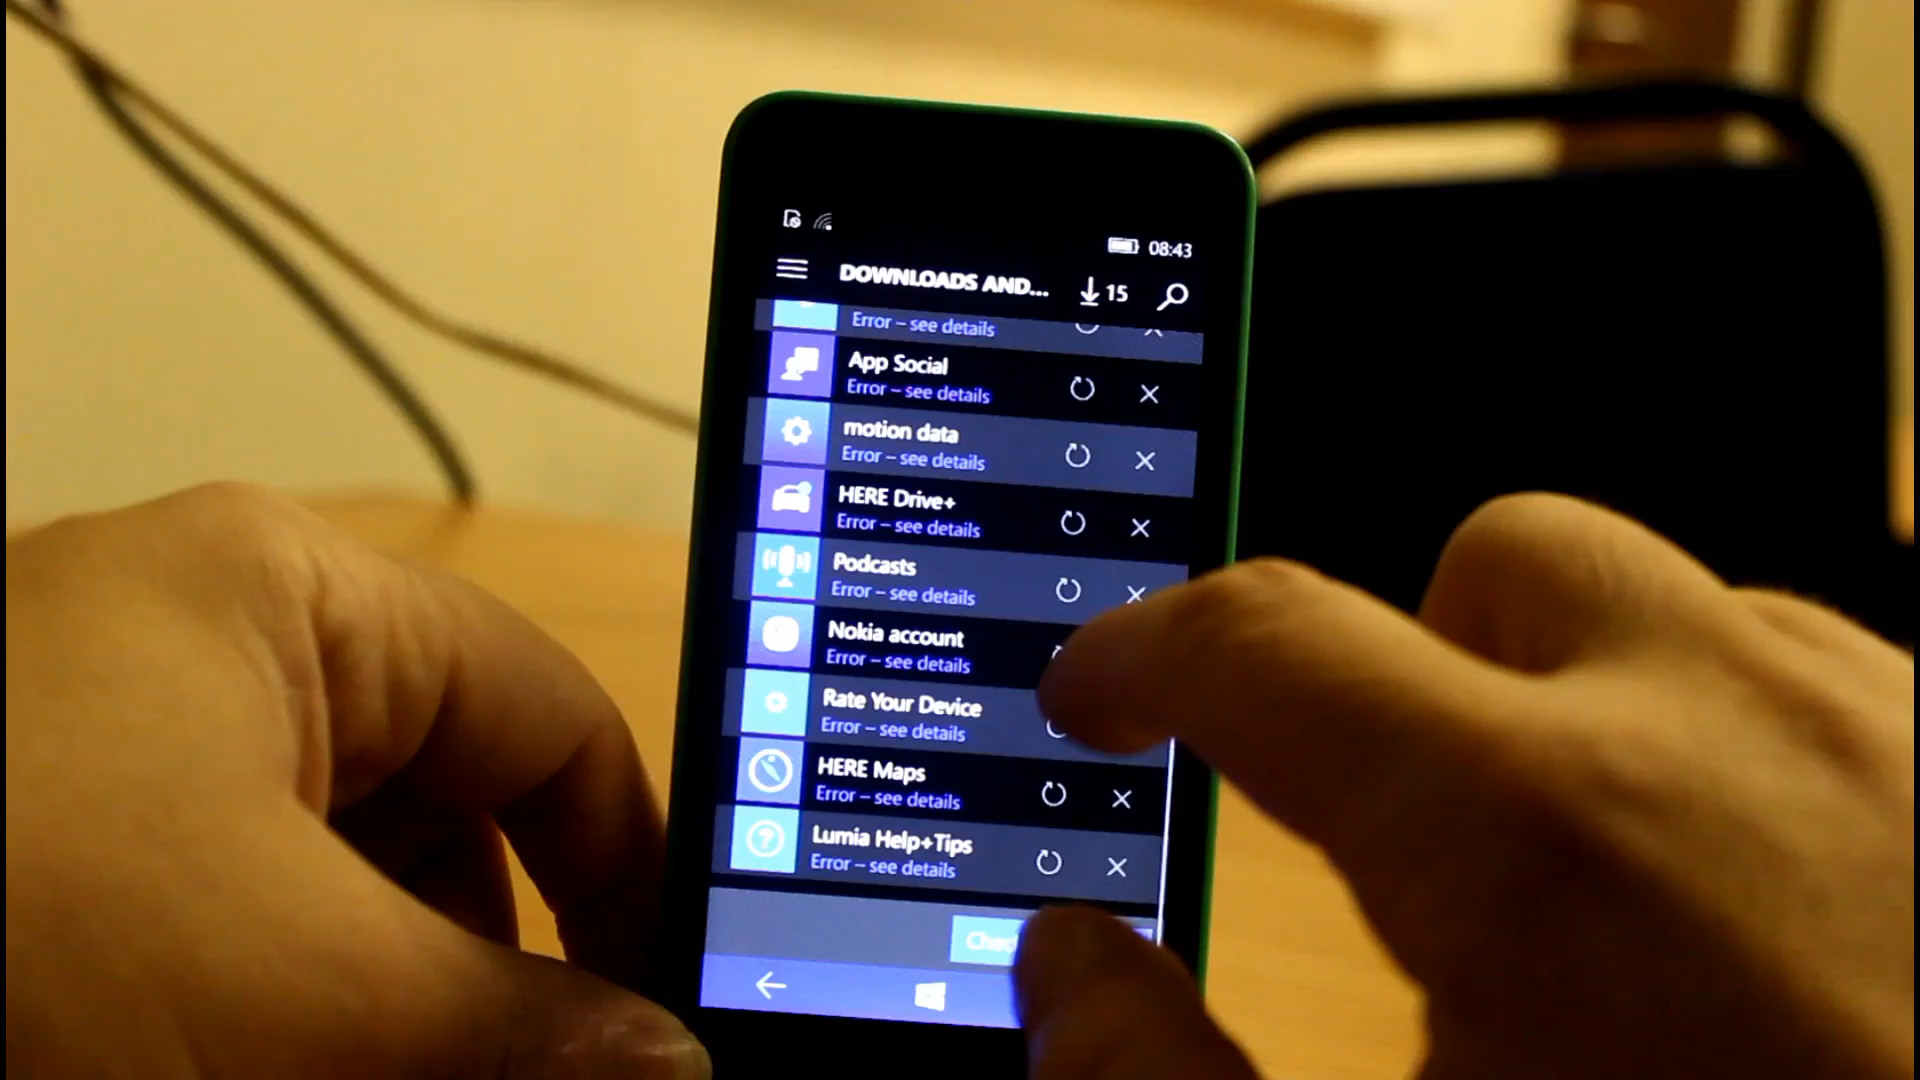 08:43
DOWNLOADS AND... 15
Error – see details
App Social
Error – see details
motion data
Error – see details
HERE Drive+
Error – see details
Podcasts
Error – see details
Nokia account
Error – see details
Rate Your Device
Error – see details
HERE Maps
Error – see details
Lumia Help+Tips
Error – see details